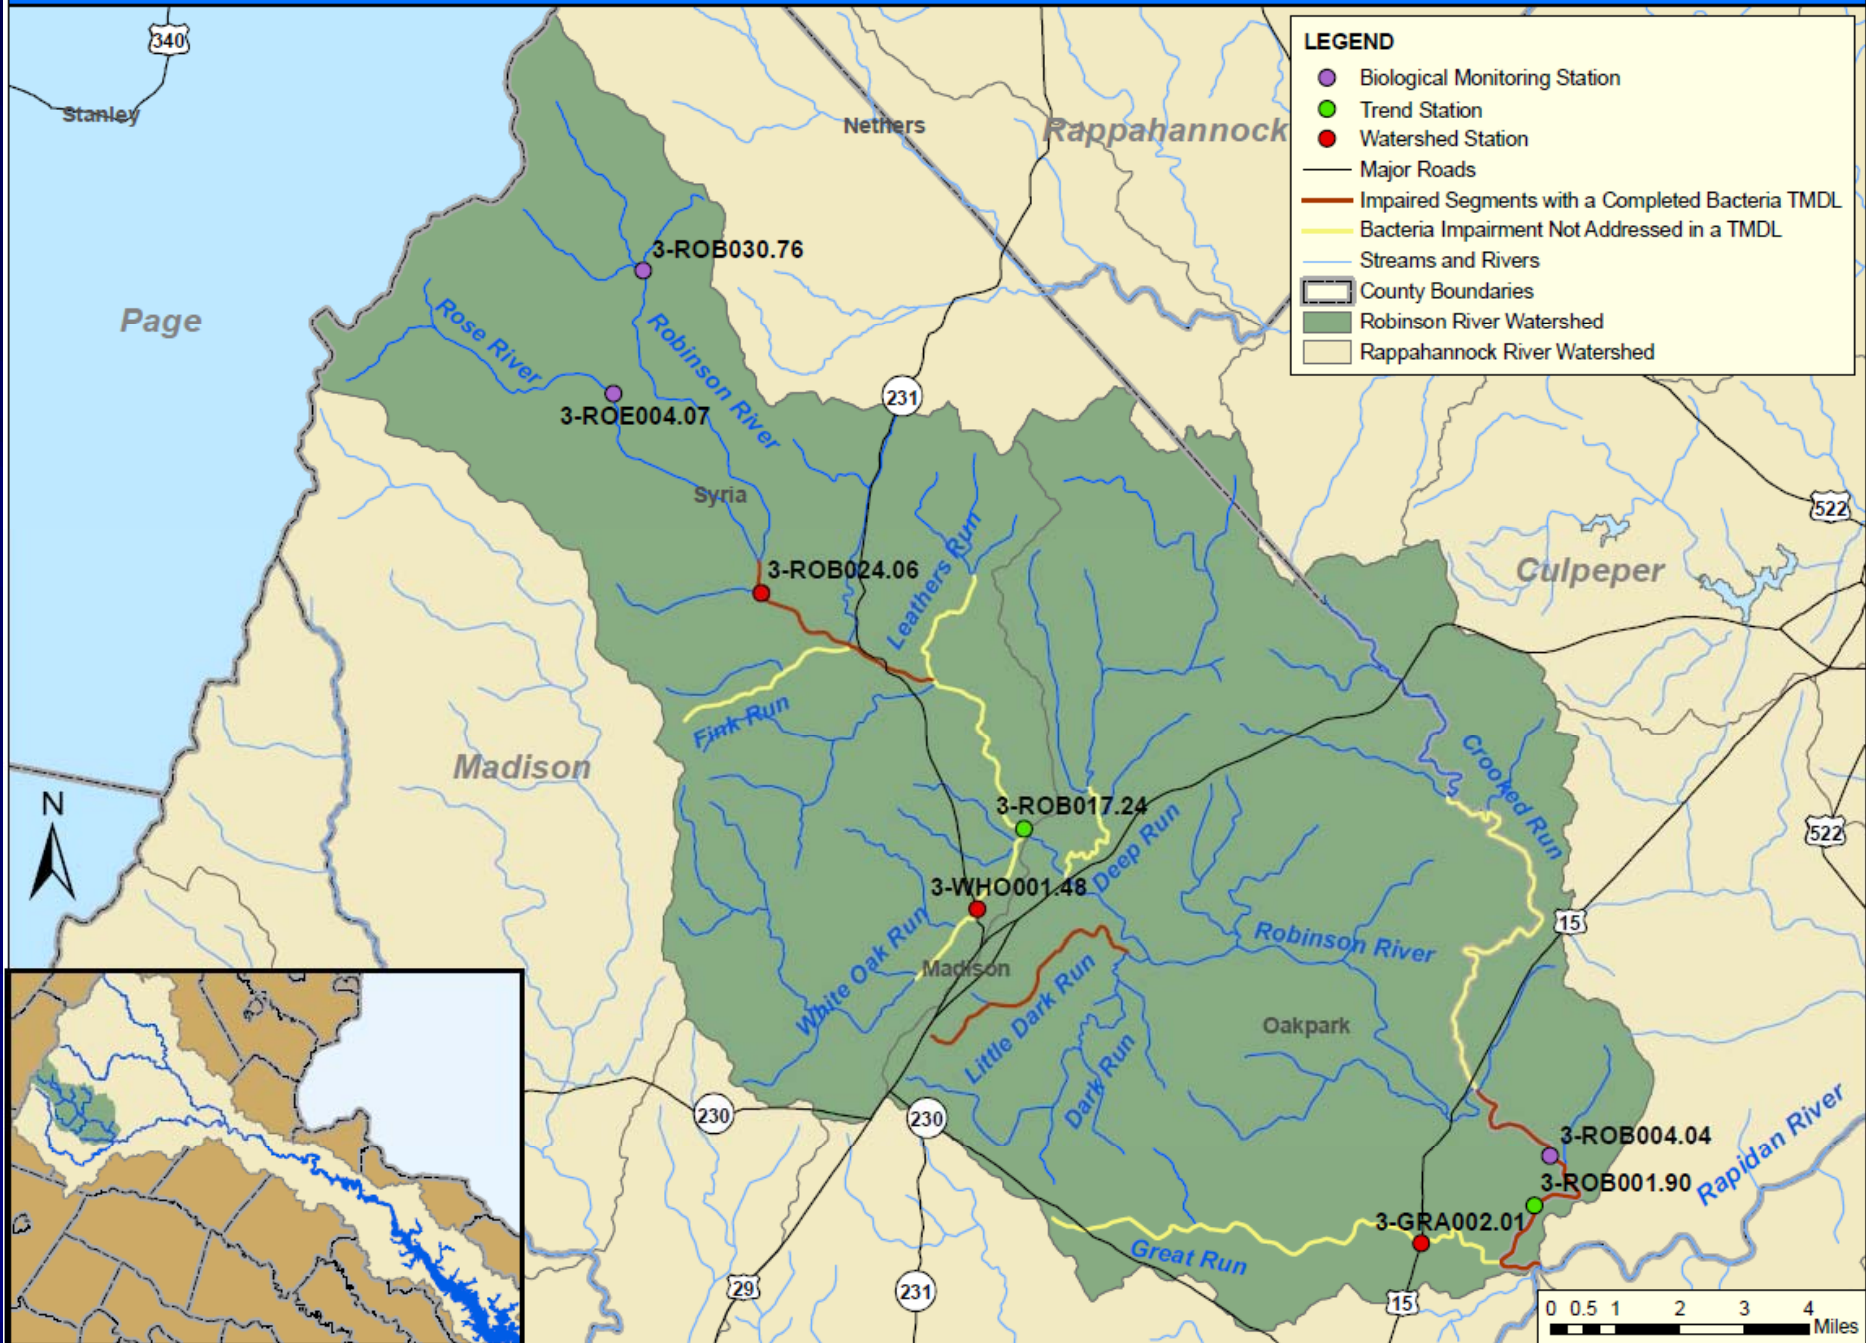 340
Stanley
Nethers
Rappahannock
LEGEND
Biological Monitoring Station
Trend Station
Watershed Station
Major Roads
Impaired Segments with a Completed Bacteria TMDL
Bacteria Impairment Not Addressed in a TMDL
Streams and Rivers
County Boundaries
Robinson River Watershed
Rappahannock River Watershed
3-ROB030.76
Page
Rose River
Robinson River
231
3-ROE004.07
Syria
522
3-ROB024.06
Leathers Run
Culpeper
Fink Run
Madison
Crooked Run
N
3-ROB017.24
Deep Run
522
3-WHO001.48
White Oak Run
Madison
15
Robinson River
Little Dark Run
Oakpark
Dark Run
230
230
3-ROB004.04
3-ROB001.90
Rapidan River
3-GRA002.01
Great Run
29
231
15
0 0.5 1 2 3 4
Miles